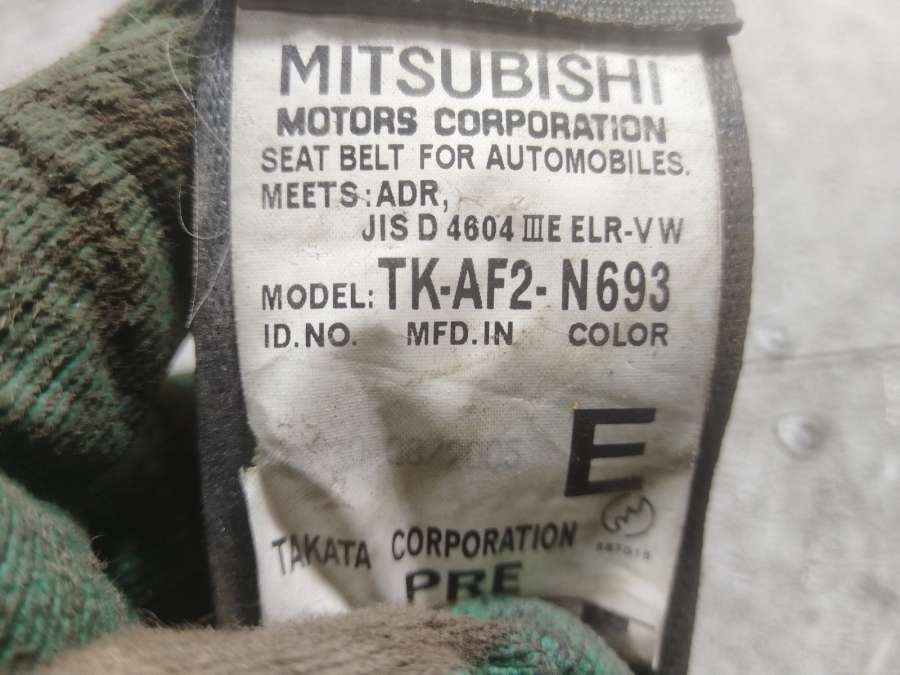 MITSUBISHI
MOTORS CORPORATION
SEAT BELT FOR AUTOMOBILES.
MEETS: ADR,
JIS D 4604 ⅢE ELR-VW
MODEL: TK-AF2- N693
ID. NO. MFD. IN COLOR
E
TAKATA CORPORATION
PRE